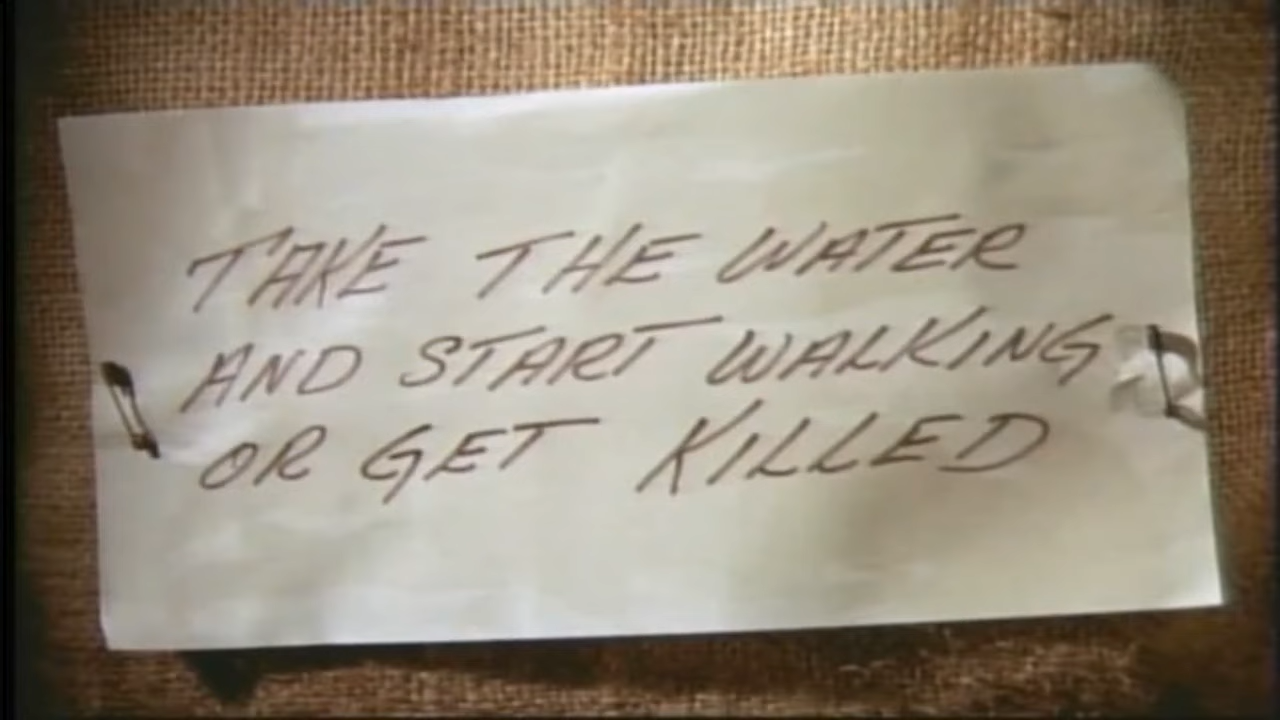 TAKE THE WATER
AND START WALKING
OR GET KILLED